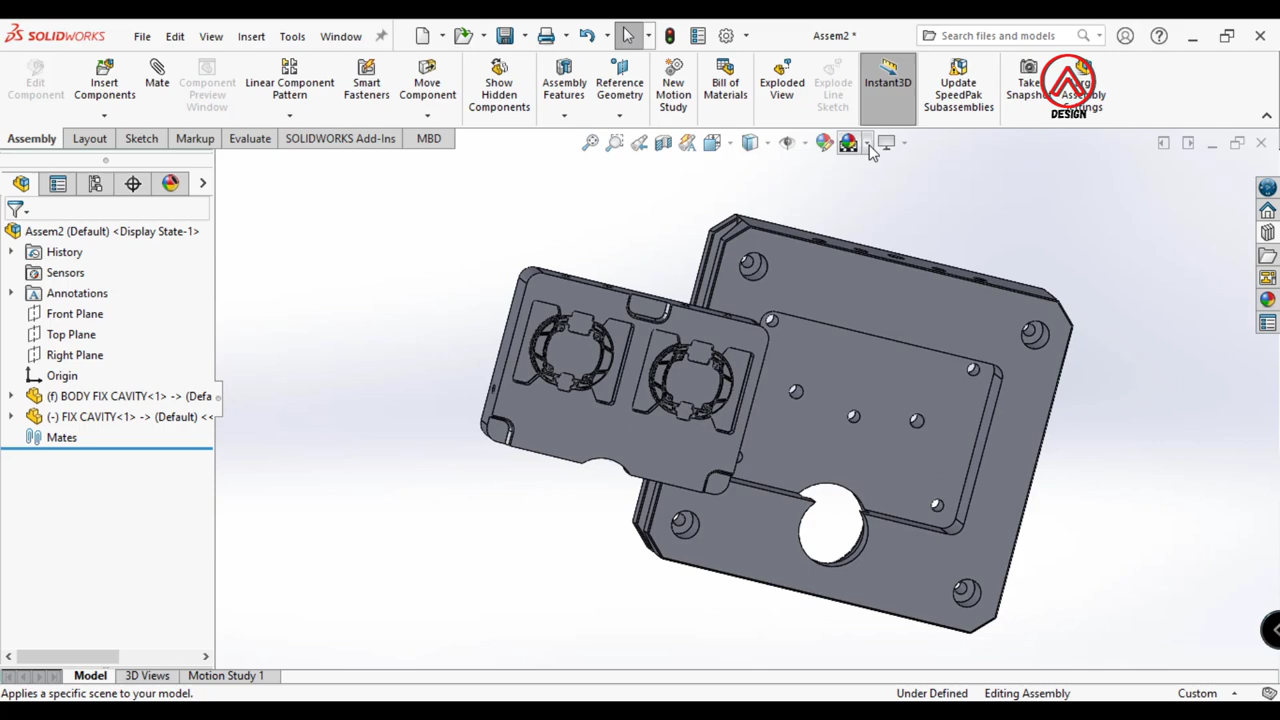 SOLIDWORKS File Edit View Insert Tools Window Assem2 * Search files and models
Edit Component
Insert Components
Mate
Component Preview Window
Linear Component Pattern
Smart Fasteners
Move Component
Show Hidden Components
Assembly Features
Reference Geometry
New Motion Study
Bill of Materials
Exploded View
Explode Line Sketch
Instant3D
Update SpeedPak Subassemblies
Take Snapshot
DESIGN
Assembly Layout Sketch Markup Evaluate SOLIDWORKS Add-Ins MBD
Assem2 (Default) <Display State-1>
History
Sensors
Annotations
Front Plane
Top Plane
Right Plane
Origin
(f) BODY FIX CAVITY<1> -> (Defa
(-) FIX CAVITY<1> -> (Default) <<
Mates
Model 3D Views Motion Study 1
Applies a specific scene to your model. Under Defined Editing Assembly Custom